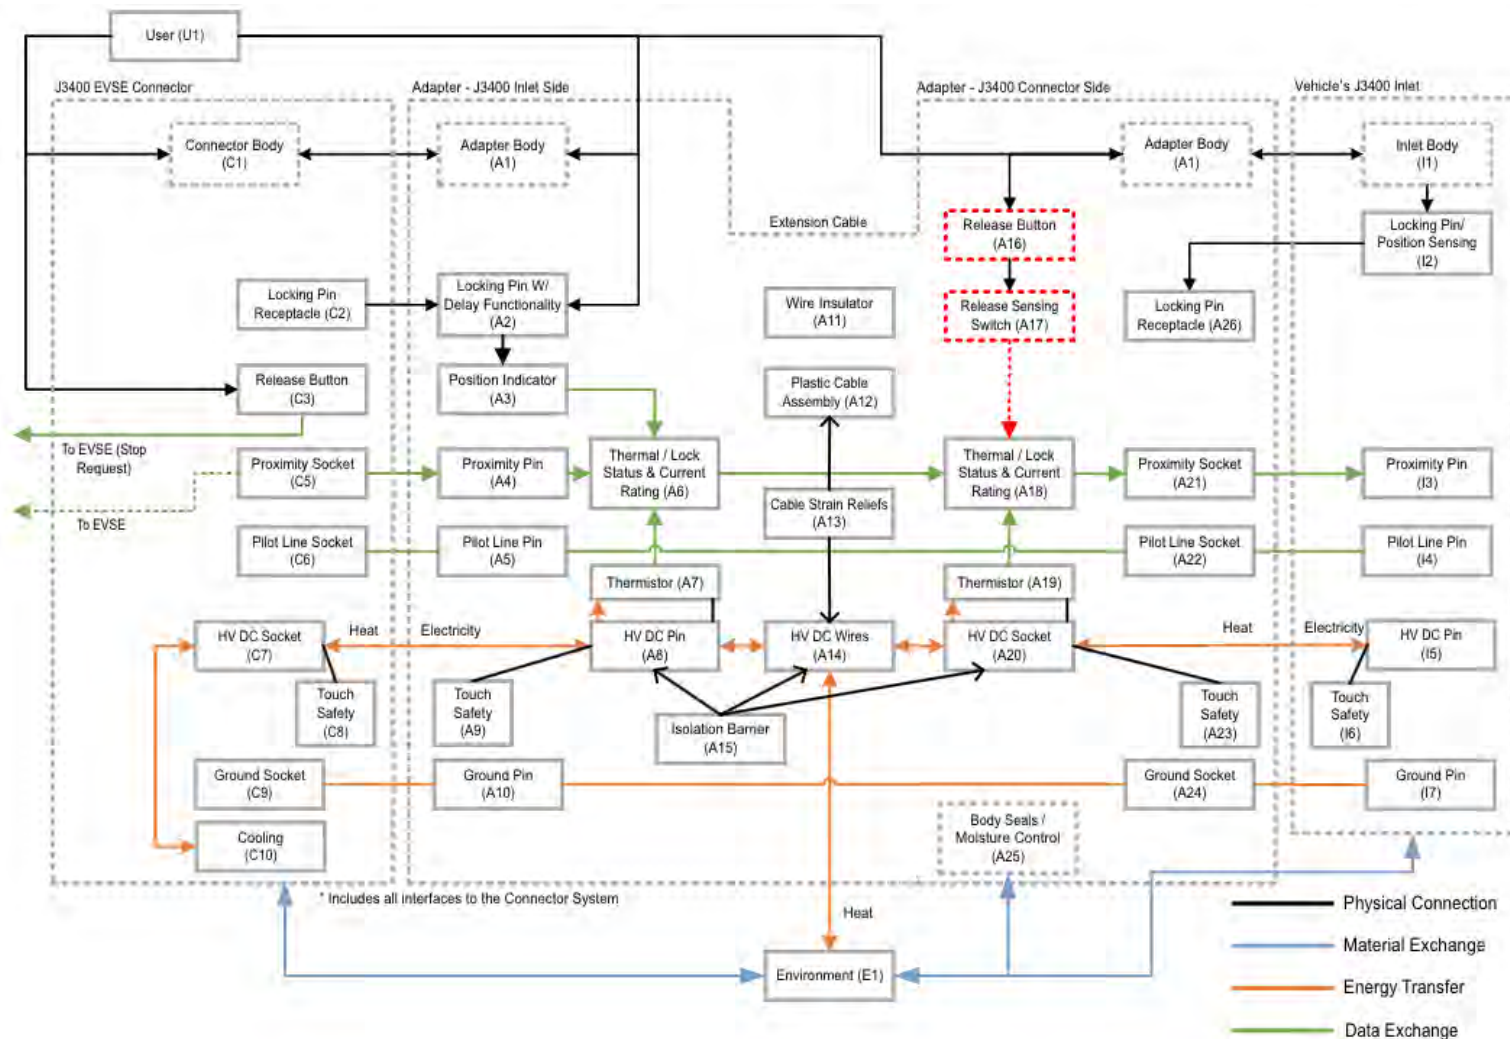 User (U1)
J3400 EVSE Connector
Adapter - J3400 Inlet Side
Adapter - J3400 Connector Side
Vehicle's J3400 Inlet
Connector Body
(C1)
Adapter Body
(A1)
Adapter Body
(A1)
Inlet Body
(I1)
Extension Cable
Release Button
(A16)
Locking Pin/
Position Sensing
(I2)
Locking Pin
Receptacle (C2)
Locking Pin W/
Delay Functionality
(A2)
Wire Insulator
(A11)
Release Sensing
Switch (A17)
Locking Pin
Receptacle (A26)
Release Button
(C3)
Position Indicator
(A3)
Plastic Cable
Assembly (A12)
To EVSE (Stop
Request)
Proximity Socket
(C5)
Proximity Pin
(A4)
Thermal / Lock
Status & Current
Rating (A6)
Thermal / Lock
Status & Current
Rating (A18)
Proximity Socket
(A21)
Proximity Pin
(I3)
Cable Strain Reliefs
(A13)
To EVSE
Pilot Line Socket
(C6)
Pilot Line Pin
(A5)
Pilot Line Socket
(A22)
Pilot Line Pin
(I4)
Thermistor (A7)
Thermistor (A19)
HV DC Socket
(C7)
Heat
Electricity
HV DC Pin
(A8)
HV DC Wires
(A14)
HV DC Socket
(A20)
Heat
Electricity
HV DC Pin
(I5)
Touch
Safety
(C8)
Touch
Safety
(A9)
Isolation Barrier
(A15)
Touch
Safety
(A23)
Touch
Safety
(I6)
Ground Socket
(C9)
Ground Pin
(A10)
Ground Socket
(A24)
Ground Pin
(I7)
Cooling
(C10)
Body Seals /
Moisture Control
(A25)
* Includes all interfaces to the Connector System
Heat
Environment (E1)
Physical Connection
Material Exchange
Energy Transfer
Data Exchange